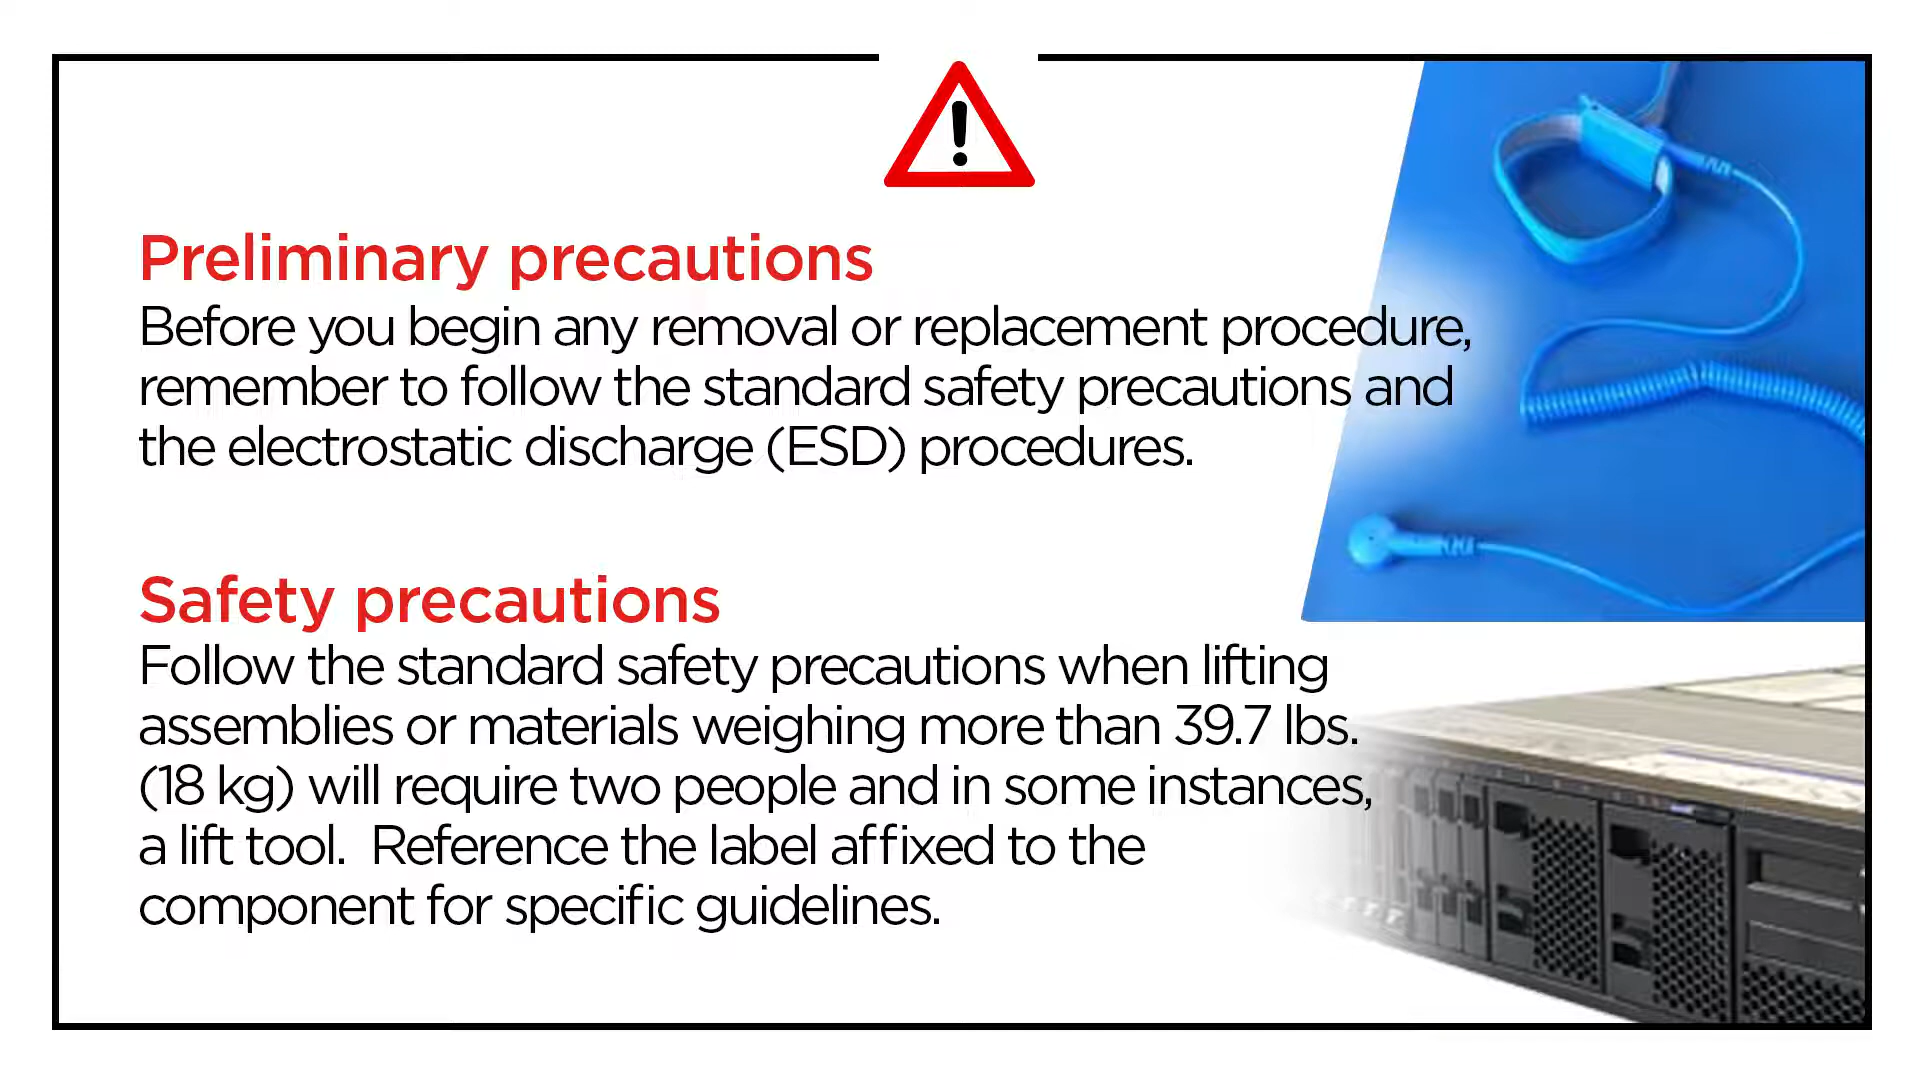 Preliminary precautions
Before you begin any removal or replacement procedure,
remember to follow the standard safety precautions and
the electrostatic discharge (ESD) procedures.
Safety precautions
Follow the standard safety precautions when lifting
assemblies or materials weighing more than 39.7 lbs.
(18 kg) will require two people and in some instances,
a lift tool.  Reference the label affixed to the
component for specific guidelines.